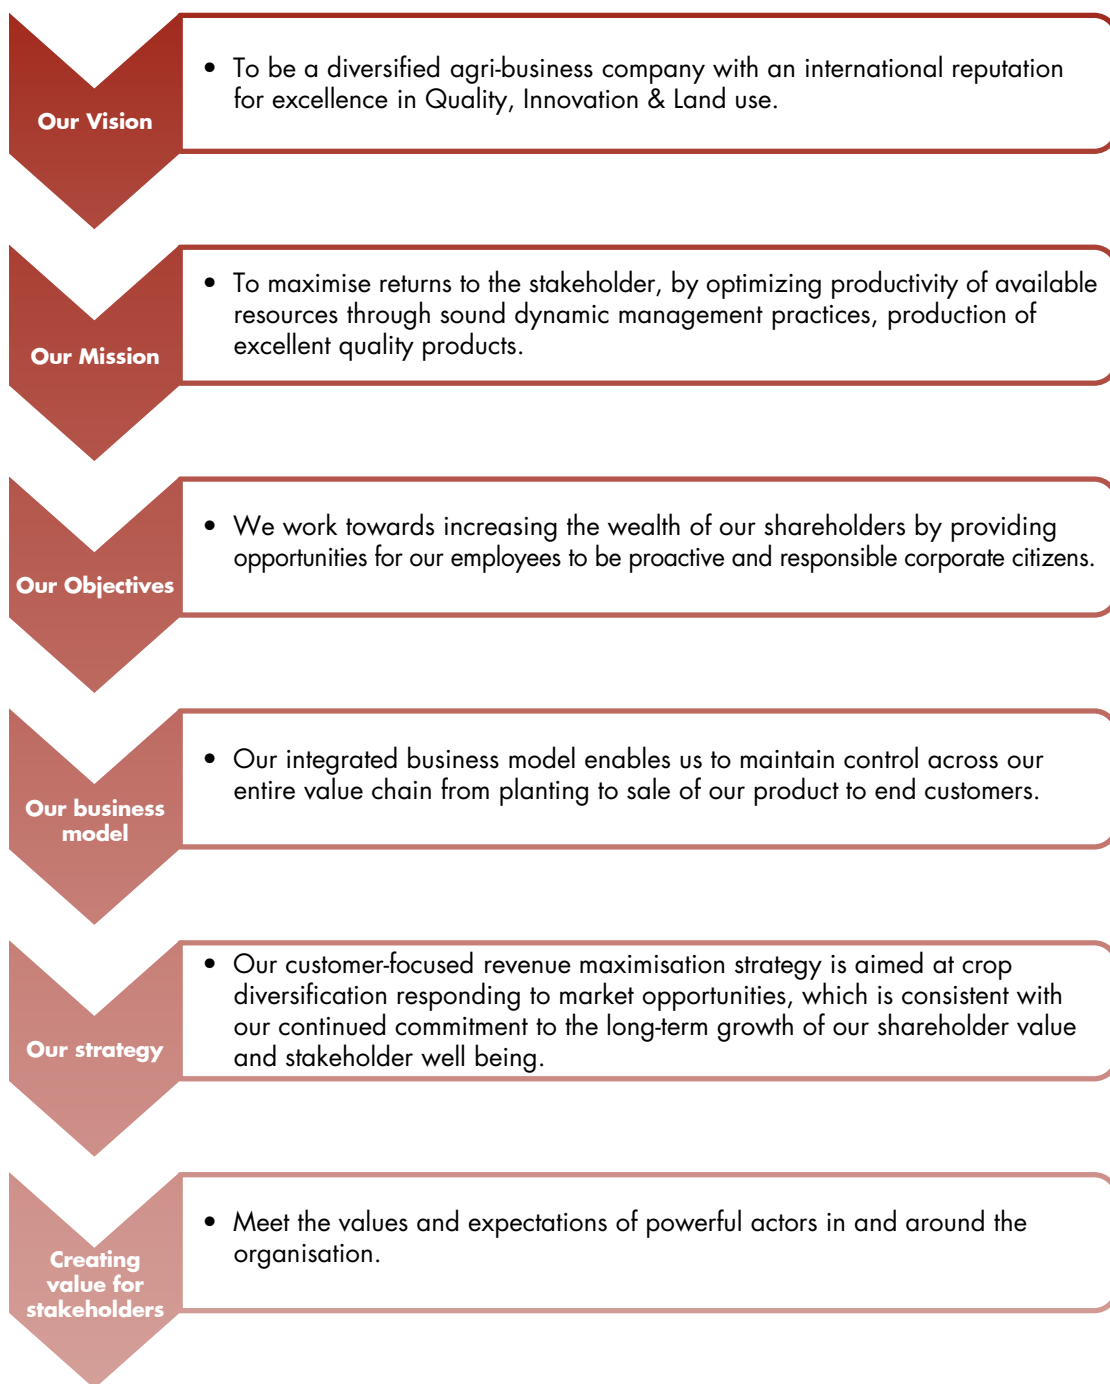 Our Vision
• To be a diversified agri-business company with an international reputation
for excellence in Quality, Innovation & Land use.
Our Mission
• To maximise returns to the stakeholder, by optimizing productivity of available
resources through sound dynamic management practices, production of
excellent quality products.
Our Objectives
• We work towards increasing the wealth of our shareholders by providing
opportunities for our employees to be proactive and responsible corporate citizens.
Our business
model
• Our integrated business model enables us to maintain control across our
entire value chain from planting to sale of our product to end customers.
Our strategy
• Our customer-focused revenue maximisation strategy is aimed at crop
diversification responding to market opportunities, which is consistent with
our continued commitment to the long-term growth of our shareholder value
and stakeholder well being.
Creating
value for
stakeholders
• Meet the values and expectations of powerful actors in and around the
organisation.